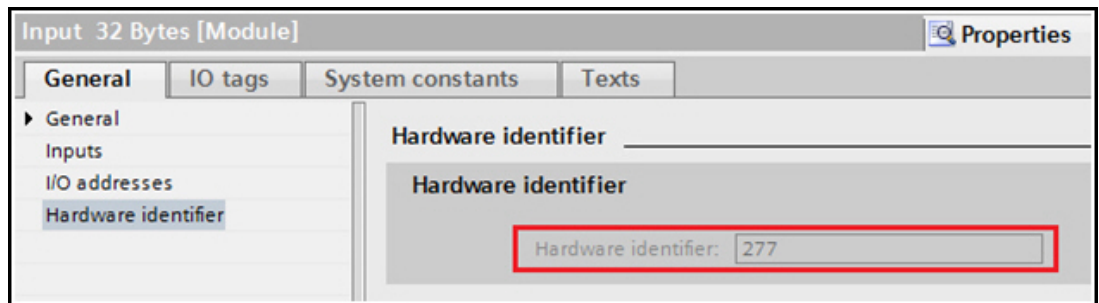 Input 32 Bytes [Module]
Properties
General
IO tags
System constants
Texts
General
Inputs
I/O addresses
Hardware identifier
Hardware identifier
Hardware identifier
Hardware identifier: 277